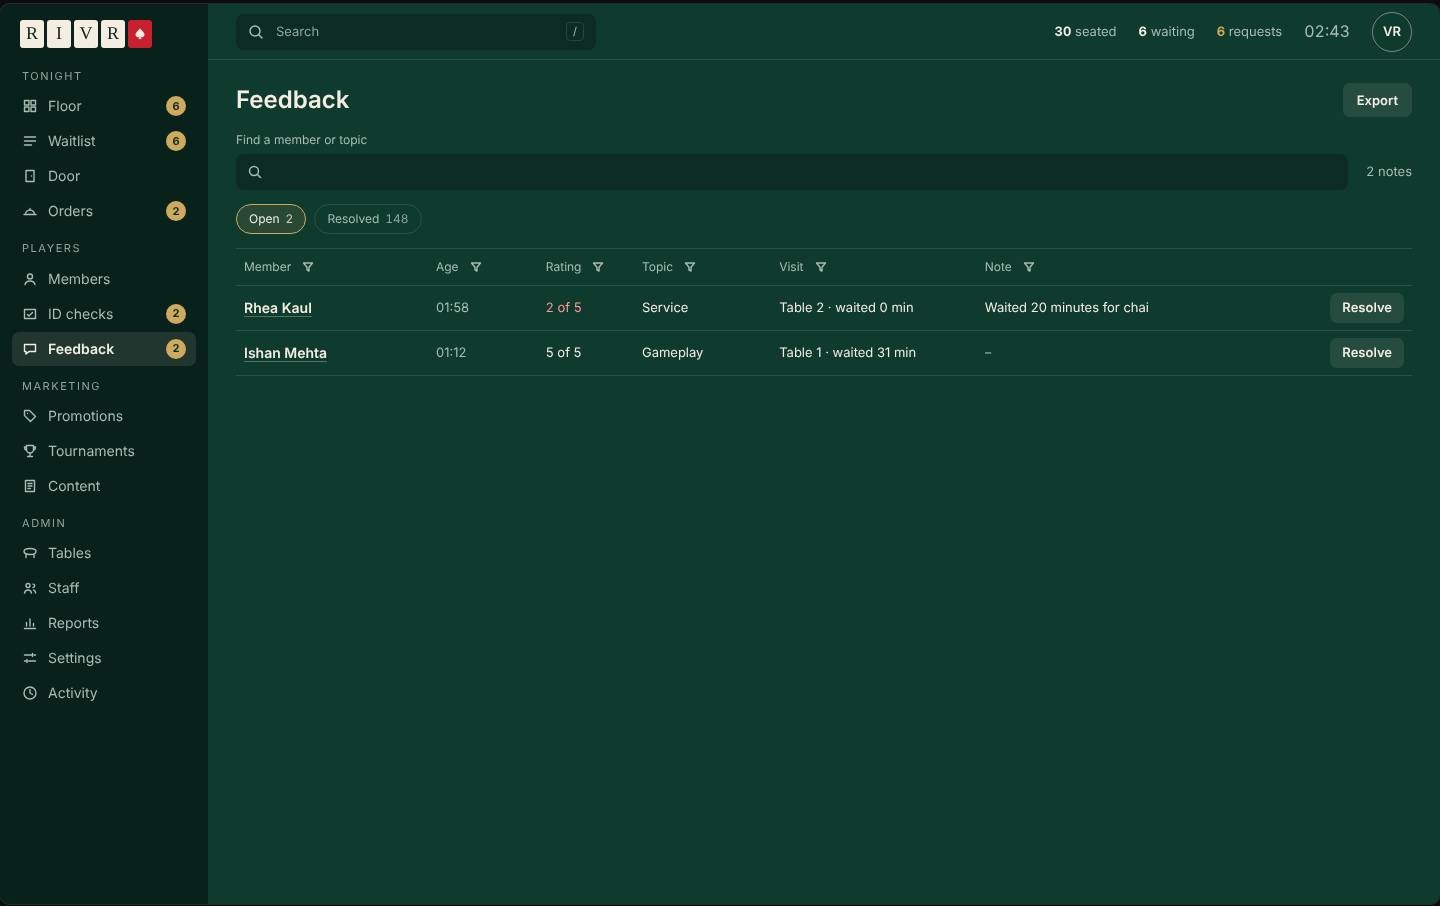 RIVR
Search /
30 seated 6 waiting 6 requests 02:43 VR
TONIGHT
Floor 6
Waitlist 6
Door
Orders 2
PLAYERS
Members
ID checks 2
Feedback 2
MARKETING
Promotions
Tournaments
Content
ADMIN
Tables
Staff
Reports
Settings
Activity
Feedback
Export
Find a member or topic
2 notes
Open 2 Resolved 148
Member Age Rating Topic Visit Note
Rhea Kaul 01:58 2 of 5 Service Table 2 · waited 0 min Waited 20 minutes for chai Resolve
Ishan Mehta 01:12 5 of 5 Gameplay Table 1 · waited 31 min – Resolve